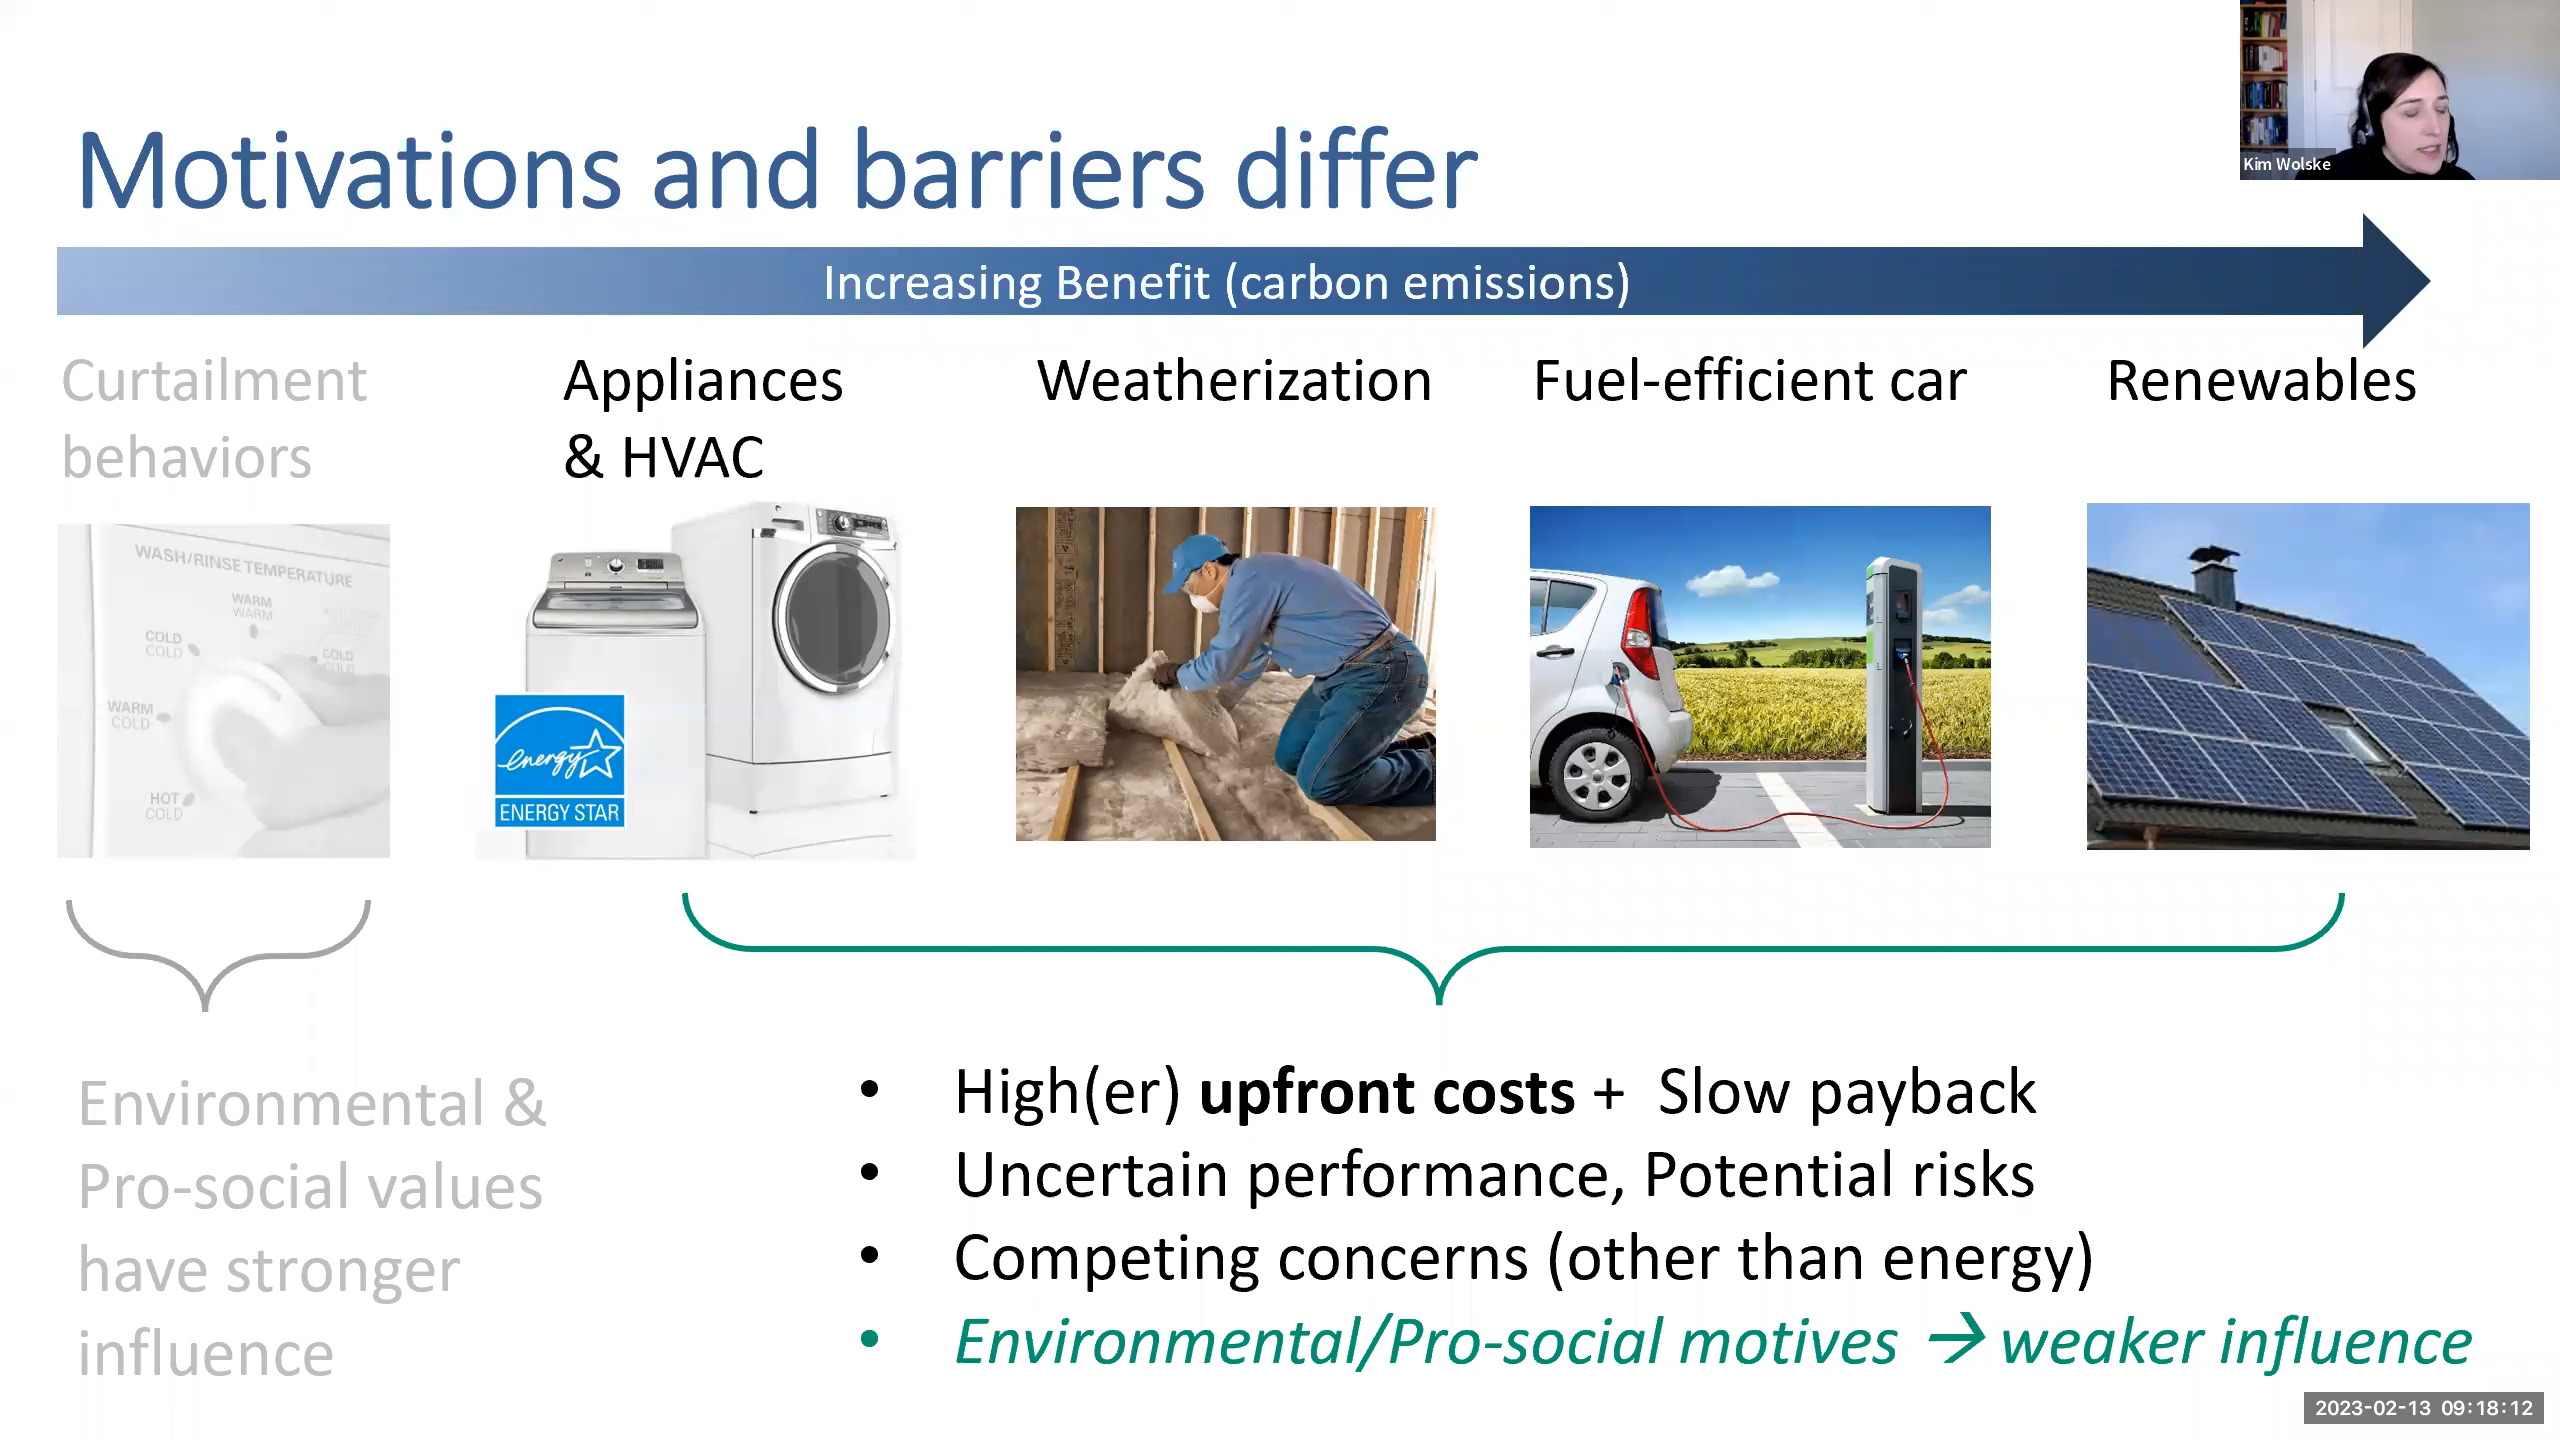 Kim Wolske
Motivations and barriers differ
Increasing Benefit (carbon emissions)
Curtailment
behaviors
Appliances
& HVAC
Weatherization
Fuel-efficient car
Renewables
WASH/RINSE TEMPERATURE
WARM
WARM
COLD
COLD
COLD
COLD
WARM
COLD
HOT
COLD
energy
ENERGY STAR
Environmental &
Pro-social values
have stronger
influence
• High(er) upfront costs + Slow payback
• Uncertain performance, Potential risks
• Competing concerns (other than energy)
• Environmental/Pro-social motives → weaker influence
2023-02-13 09:18:12